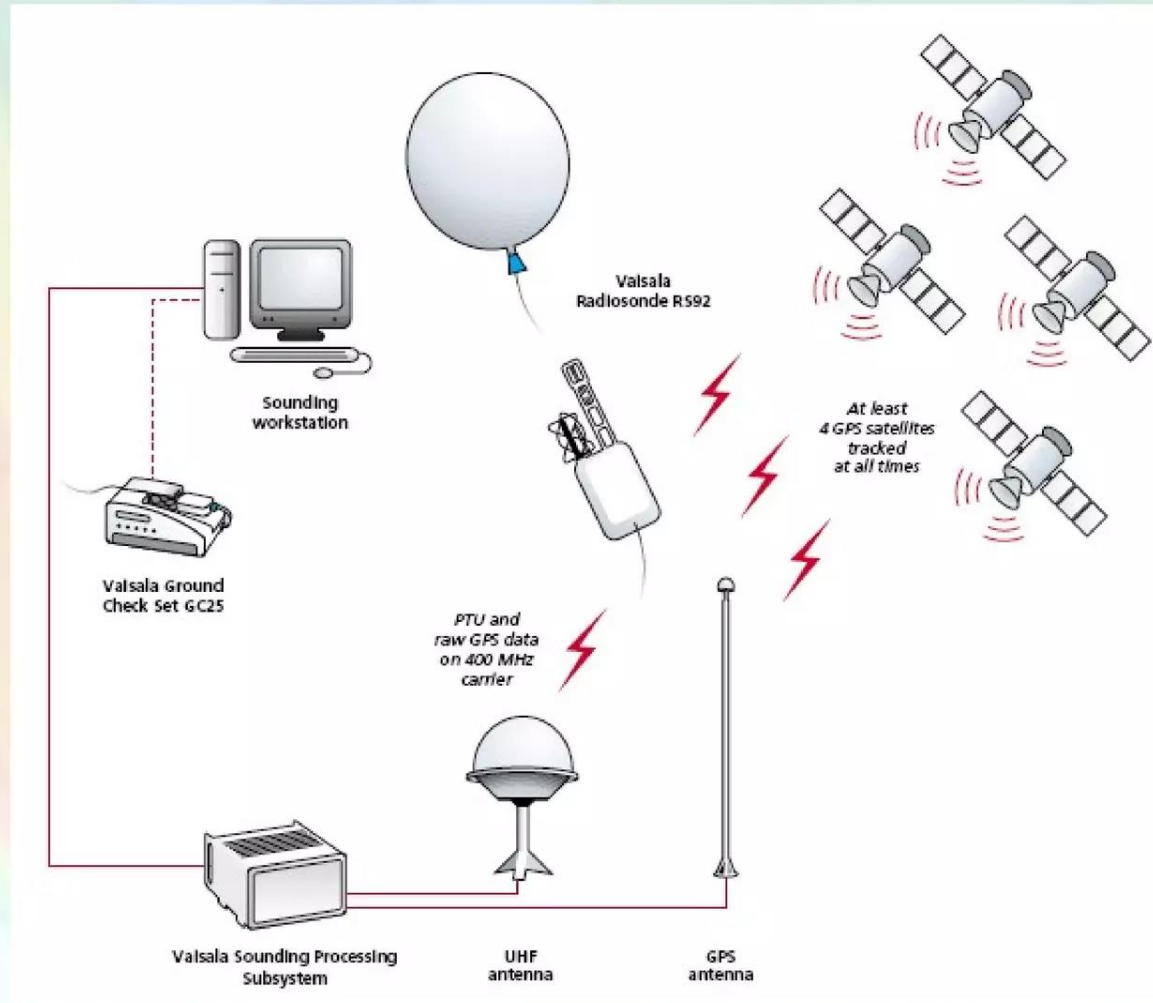 Vaisala
Radiosonde RS92
Sounding
workstation
At least
4 GPS satellites
tracked
at all times
Vaisala Ground
Check Set GC25
PTU and
raw GPS data
on 400 MHz
carrier
Vaisala Sounding Processing
Subsystem
UHF
antenna
GPS
antenna